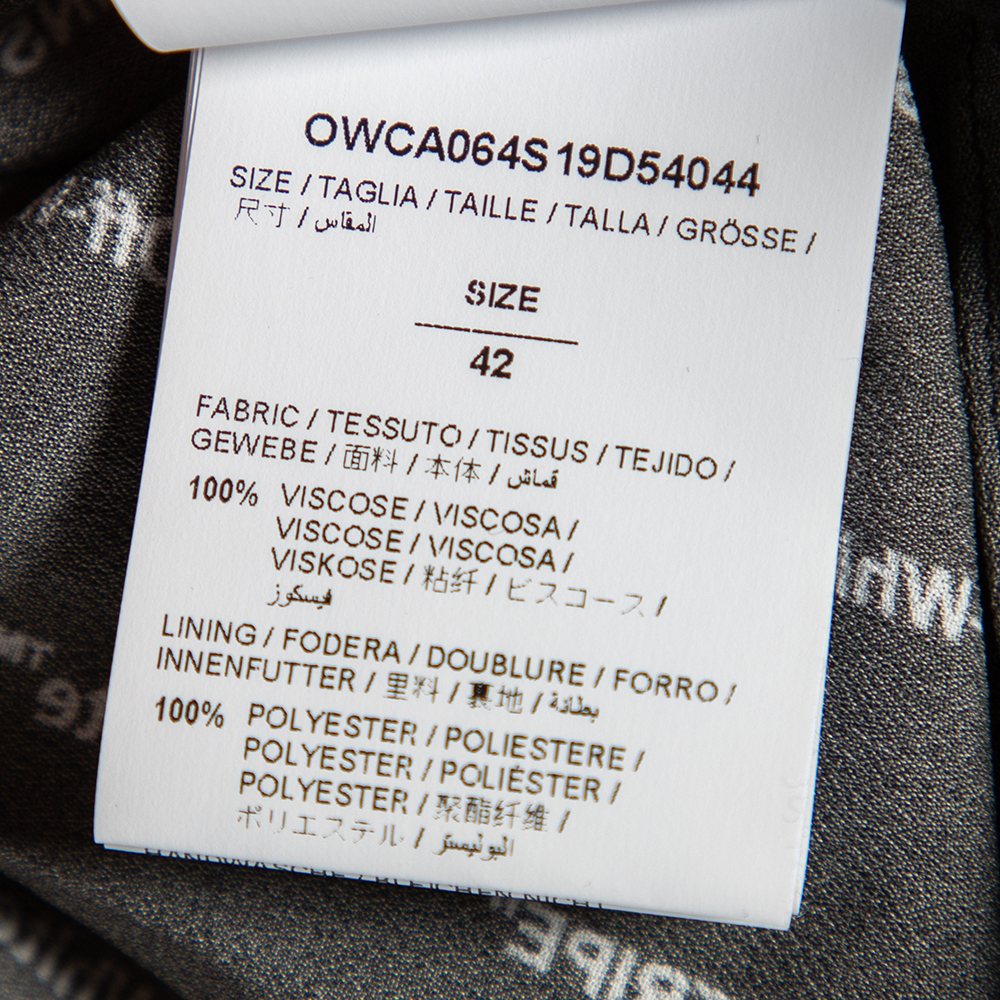 OWCA064S19D54044
SIZE / TAGLIA / TAILLE / TALLA / GRÖSSE /
尺寸 / المقاس
SIZE
42
FABRIC / TESSUTO / TISSUS / TEJIDO /
GEWEBE / 面料 / 本体 / قماش
100% VISCOSE / VISCOSA /
VISCOSE / VISCOSA /
VISKOSE / 粘纤 / ビスコース /
فيسكوز
LINING / FODERA / DOUBLURE / FORRO /
INNENFUTTER / 里料 / 裏地 / بطانة
100% POLYESTER / POLIESTERE /
POLYESTER / POLIÉSTER /
POLYESTER / 聚酯纤维 /
ポリエステル / البوليستر
HANDWÄSCHE / BLEICHEN NICHT